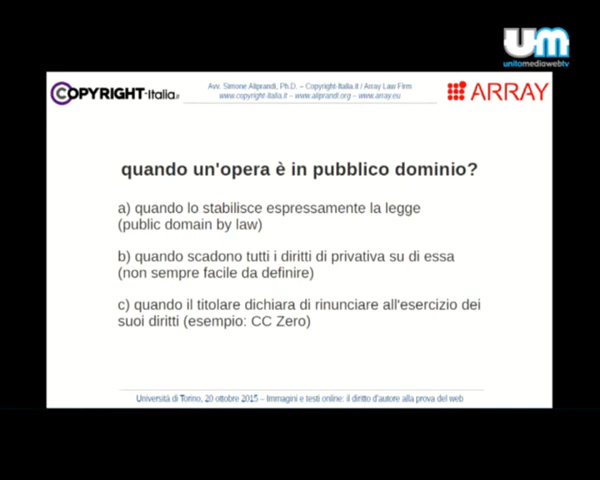 um
unitomediawebtv
COPYRIGHT-Italia.it
Avv. Simone Aliprandi, Ph.D. – Copyright-Italia.it / Array Law Firm
www.copyright-italia.it – www.aliprandi.org – www.array.eu
ARRAY
quando un'opera è in pubblico dominio?
a) quando lo stabilisce espressamente la legge
(public domain by law)
b) quando scadono tutti i diritti di privativa su di essa
(non sempre facile da definire)
c) quando il titolare dichiara di rinunciare all'esercizio dei
suoi diritti (esempio: CC Zero)
Università di Torino, 20 ottobre 2015 – Immagini e testi online: il diritto d'autore alla prova del web